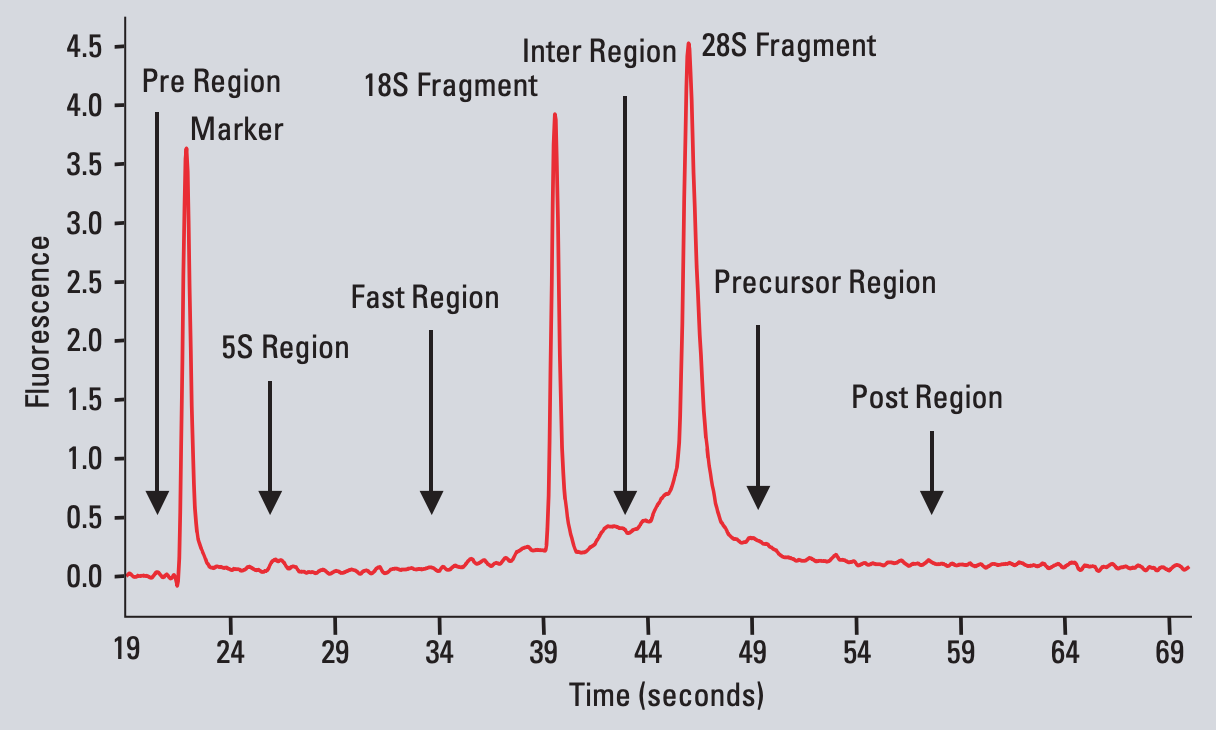 4.5
4.0
3.5
3.0
2.5
2.0
1.5
1.0
0.5
0.0
Fluorescence
Pre Region
Marker
5S Region
Fast Region
18S Fragment
Inter Region
28S Fragment
Precursor Region
Post Region
19 24 29 34 39 44 49 54 59 64 69
Time (seconds)